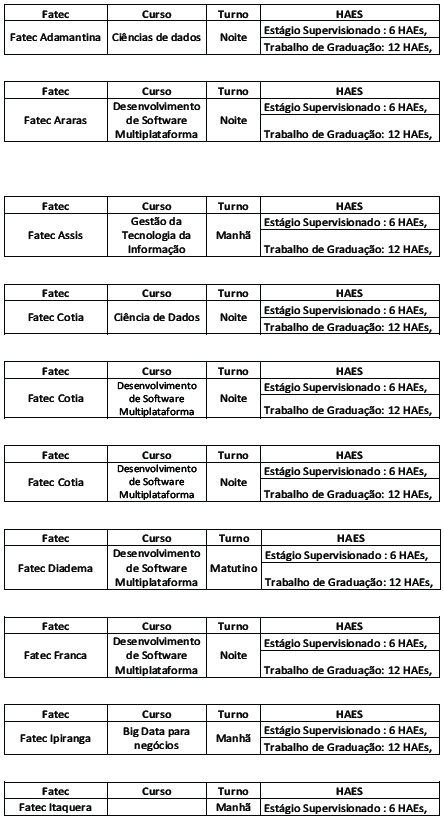 Fatec Curso Turno HAES
Fatec Adamantina Ciências de dados Noite Estágio Supervisionado : 6 HAEs,
Trabalho de Graduação: 12 HAEs,
Fatec Curso Turno HAES
Fatec Araras Desenvolvimento de Software Multiplataforma Noite Estágio Supervisionado : 6 HAEs,
Trabalho de Graduação: 12 HAEs,
Fatec Curso Turno HAES
Fatec Assis Gestão da Tecnologia da Informação Manhã Estágio Supervisionado : 6 HAEs,
Trabalho de Graduação: 12 HAEs,
Fatec Curso Turno HAES
Fatec Cotia Ciência de Dados Noite Estágio Supervisionado : 6 HAEs,
Trabalho de Graduação: 12 HAEs,
Fatec Curso Turno HAES
Fatec Cotia Desenvolvimento de Software Multiplataforma Noite Estágio Supervisionado : 6 HAEs,
Trabalho de Graduação: 12 HAEs,
Fatec Curso Turno HAES
Fatec Cotia Desenvolvimento de Software Multiplataforma Noite Estágio Supervisionado : 6 HAEs,
Trabalho de Graduação: 12 HAEs,
Fatec Curso Turno HAES
Fatec Diadema Desenvolvimento de Software Multiplataforma Matutino Estágio Supervisionado : 6 HAEs,
Trabalho de Graduação: 12 HAEs,
Fatec Curso Turno HAES
Fatec Franca Desenvolvimento de Software Multiplataforma Noite Estágio Supervisionado : 6 HAEs,
Trabalho de Graduação: 12 HAEs,
Fatec Curso Turno HAES
Fatec Ipiranga Big Data para negócios Manhã Estágio Supervisionado : 6 HAEs,
Trabalho de Graduação: 12 HAEs,
Fatec Curso Turno HAES
Fatec Itaquera Manhã Estágio Supervisionado : 6 HAEs,